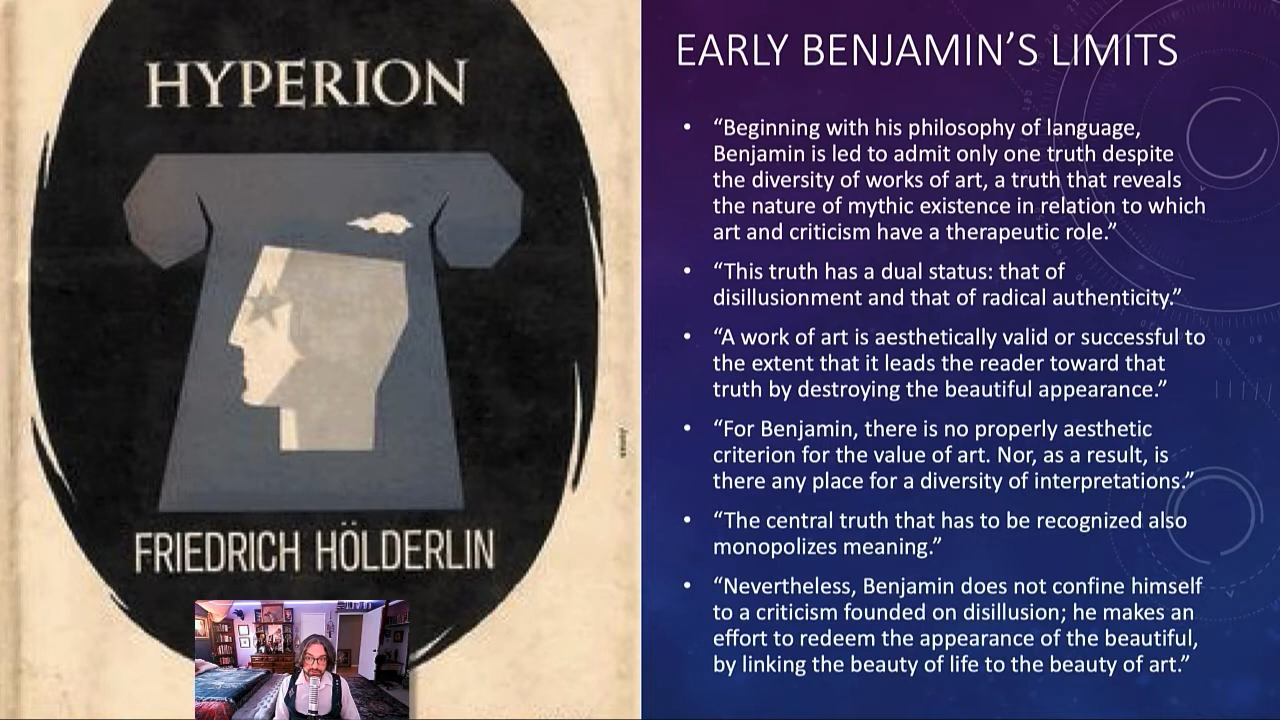 HYPERION
FRIEDRICH HÖLDERLIN
EARLY BENJAMIN’S LIMITS
• “Beginning with his philosophy of language,
Benjamin is led to admit only one truth despite
the diversity of works of art, a truth that reveals
the nature of mythic existence in relation to which
art and criticism have a therapeutic role.”
• “This truth has a dual status: that of
disillusionment and that of radical authenticity.”
• “A work of art is aesthetically valid or successful to
the extent that it leads the reader toward that
truth by destroying the beautiful appearance.”
• “For Benjamin, there is no properly aesthetic
criterion for the value of art. Nor, as a result, is
there any place for a diversity of interpretations.”
• “The central truth that has to be recognized also
monopolizes meaning.”
• “Nevertheless, Benjamin does not confine himself
to a criticism founded on disillusion; he makes an
effort to redeem the appearance of the beautiful,
by linking the beauty of life to the beauty of art.”